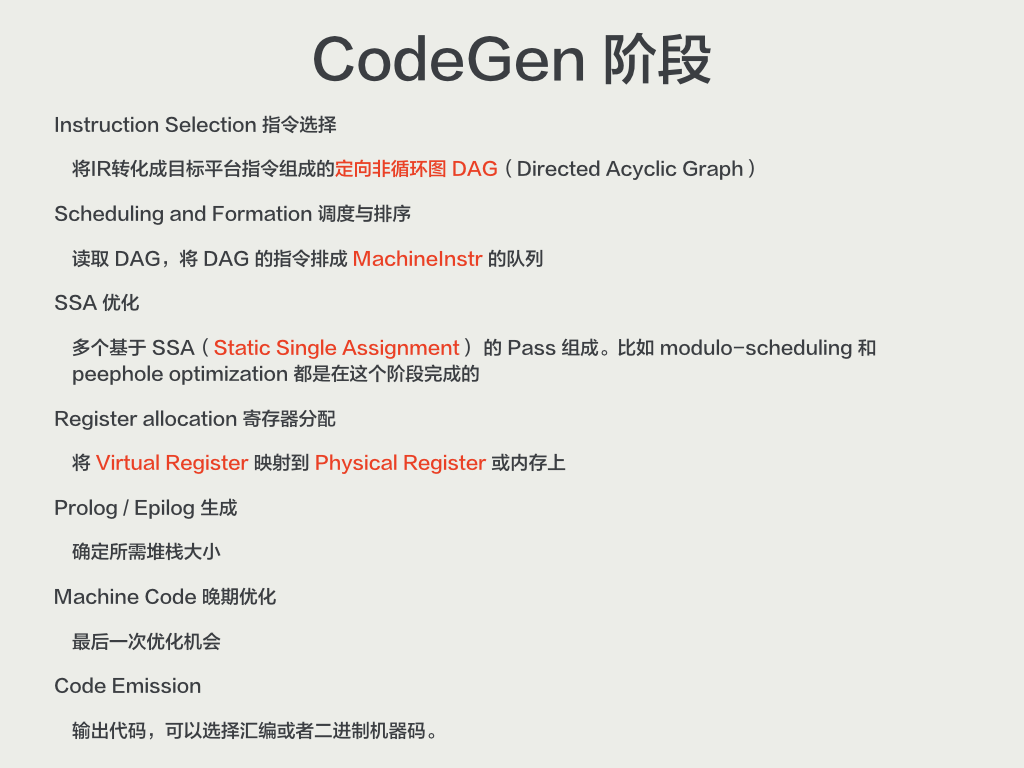 CodeGen 阶段
Instruction Selection 指令选择
将IR转化成目标平台指令组成的定向非循环图 DAG（Directed Acyclic Graph）
Scheduling and Formation 调度与排序
读取 DAG，将 DAG 的指令排成 MachineInstr 的队列
SSA 优化
多个基于 SSA（Static Single Assignment） 的 Pass 组成。比如 modulo-scheduling 和
peephole optimization 都是在这个阶段完成的
Register allocation 寄存器分配
将 Virtual Register 映射到 Physical Register 或内存上
Prolog / Epilog 生成
确定所需堆栈大小
Machine Code 晚期优化
最后一次优化机会
Code Emission
输出代码，可以选择汇编或者二进制机器码。